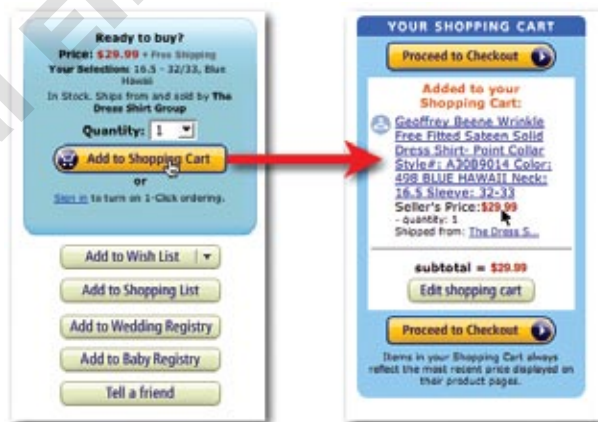 Ready to buy?
Price: $29.99 + Free Shipping
Your Selection: 16.5 - 32/33, Blue
Hawaii
In Stock. Ships from and sold by The
Dress Shirt Group
Quantity: 1
Add to Shopping Cart
or
Sign in to turn on 1-Click ordering.
Add to Wish List
Add to Shopping List
Add to Wedding Registry
Add to Baby Registry
Tell a friend
YOUR SHOPPING CART
Proceed to Checkout
Added to your
Shopping Cart:
Geoffrey Beene Wrinkle
Free Fitted Sateen Solid
Dress Shirt- Point Collar
Style#: A30B9014 Color:
498 BLUE HAWAII Neck:
16.5 Sleeve: 32-33
Seller's Price:$29.99
- quantity: 1
Shipped from: The Dress S...
subtotal = $29.99
Edit shopping cart
Proceed to Checkout
Items in your Shopping Cart always
reflect the most recent price displayed on
their product pages.